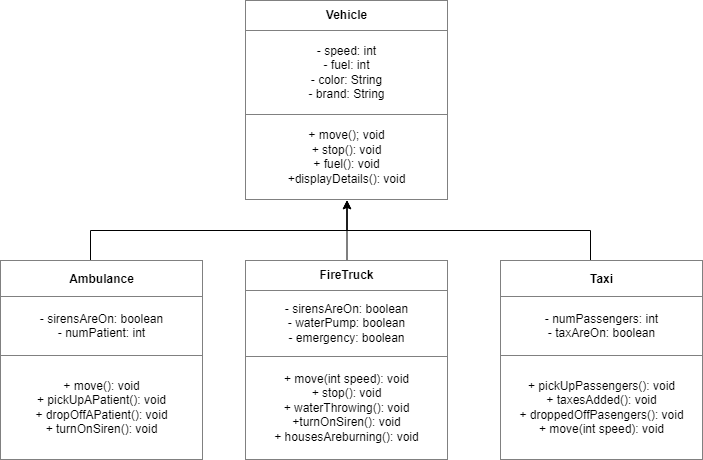 Vehicle
- speed: int
- fuel: int
- color: String
- brand: String
+ move(); void
+ stop(): void
+ fuel(): void
+displayDetails(): void
Ambulance
- sirensAreOn: boolean
- numPatient: int
+ move(): void
+ pickUpAPatient(): void
+ dropOffAPatient(): void
+ turnOnSiren(): void
FireTruck
- sirensAreOn: boolean
- waterPump: boolean
- emergency: boolean
+ move(int speed): void
+ stop(): void
+ waterThrowing(): void
+turnOnSiren(): void
+ housesAreburning(): void
Taxi
- numPassengers: int
- taxAreOn: boolean
+ pickUpPassengers(): void
+ taxesAdded(): void
+ droppedOffPasengers(): void
+ move(int speed): void